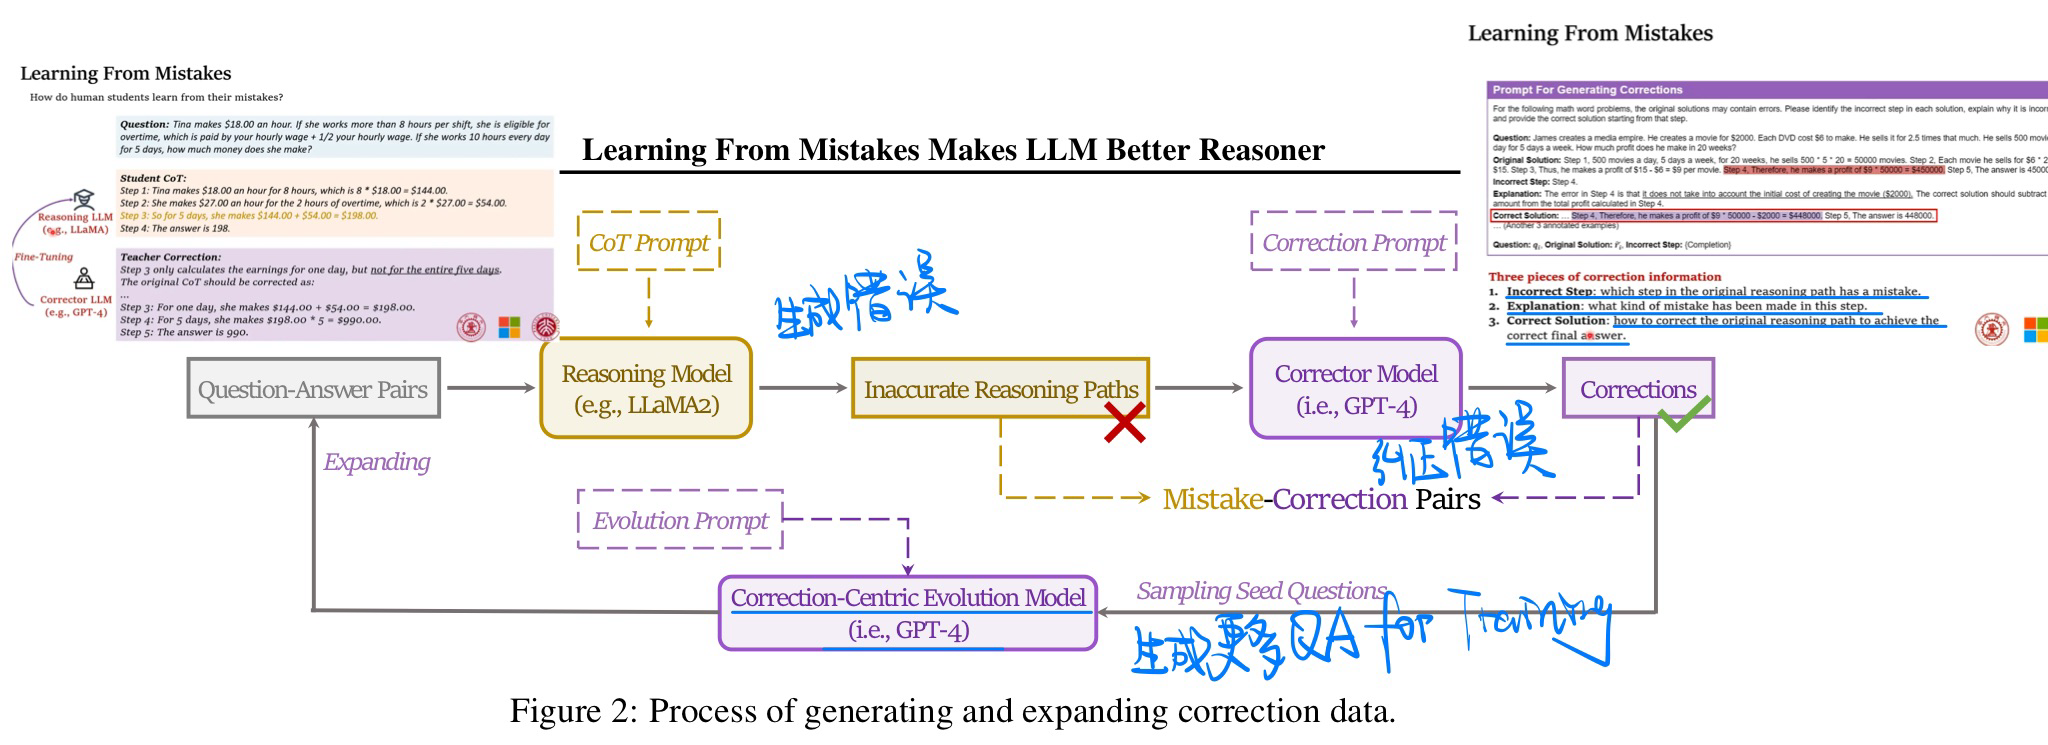 Learning From Mistakes
How do human students learn from their mistakes?
Question: Tina makes $18.00 an hour. If she works more than 8 hours per shift, she is eligible for
overtime, which is paid by your hourly wage + 1/2 your hourly wage. If she works 10 hours every day
for 5 days, how much money does she make?
Student CoT:
Step 1: Tina makes $18.00 an hour for 8 hours, which is 8 * $18.00 = $144.00.
Step 2: She makes $27.00 an hour for the 2 hours of overtime, which is 2 * $27.00 = $54.00.
Step 3: So for 5 days, she makes $144.00 + $54.00 = $198.00.
Step 4: The answer is 198.
Reasoning LLM
(e.g., LLaMA)
Fine-Tuning
Corrector LLM
(e.g., GPT-4)
Teacher Correction:
Step 3 only calculates the earnings for one day, but not for the entire five days.
The original CoT should be corrected as:
...
Step 3: For one day, she makes $144.00 + $54.00 = $198.00.
Step 4: For 5 days, she makes $198.00 * 5 = $990.00.
Step 5: The answer is 990.
Learning From Mistakes Makes LLM Better Reasoner
Learning From Mistakes
Prompt For Generating Corrections
For the following math word problems, the original solutions may contain errors. Please identify the incorrect step in each solution, explain why it is incor
and provide the correct solution starting from that step.
Question: James creates a media empire. He creates a movie for $2000. Each DVD cost $6 to make. He sells it for 2.5 times that much. He sells 500 movi
day for 5 days a week. How much profit does he make in 20 weeks?
Original Solution: Step 1, 500 movies a day, 5 days a week, for 20 weeks, he sells 500 * 5 * 20 = 50000 movies. Step 2, Each movie he sells for $6 * 2
$15. Step 3, Thus, he makes a profit of $15 - $6 = $9 per movie. Step 4, Therefore, he makes a profit of $9 * 50000 = $450000. Step 5, The answer is 45000
Incorrect Step: Step 4.
Explanation: The error in Step 4 is that it does not take into account the initial cost of creating the movie ($2000). The correct solution should subtract
amount from the total profit calculated in Step 4.
Correct Solution: ... Step 4, Therefore, he makes a profit of $9 * 50000 - $2000 = $448000. Step 5, The answer is 448000.
... (Another 3 annotated examples)
Question: qᵢ, Original Solution: r̃ᵢ, Incorrect Step: {Completion}
Three pieces of correction information
1. Incorrect Step: which step in the original reasoning path has a mistake.
2. Explanation: what kind of mistake has been made in this step.
3. Correct Solution: how to correct the original reasoning path to achieve the
correct final answer.
CoT Prompt
生成错误
Correction Prompt
Question-Answer Pairs
Reasoning Model
(e.g., LLaMA2)
Inaccurate Reasoning Paths
Corrector Model
(i.e., GPT-4)
Corrections
纠正错误
Expanding
Mistake-Correction Pairs
Evolution Prompt
Correction-Centric Evolution Model
(i.e., GPT-4)
Sampling Seed Questions
生成更多QA for Training
Figure 2: Process of generating and expanding correction data.